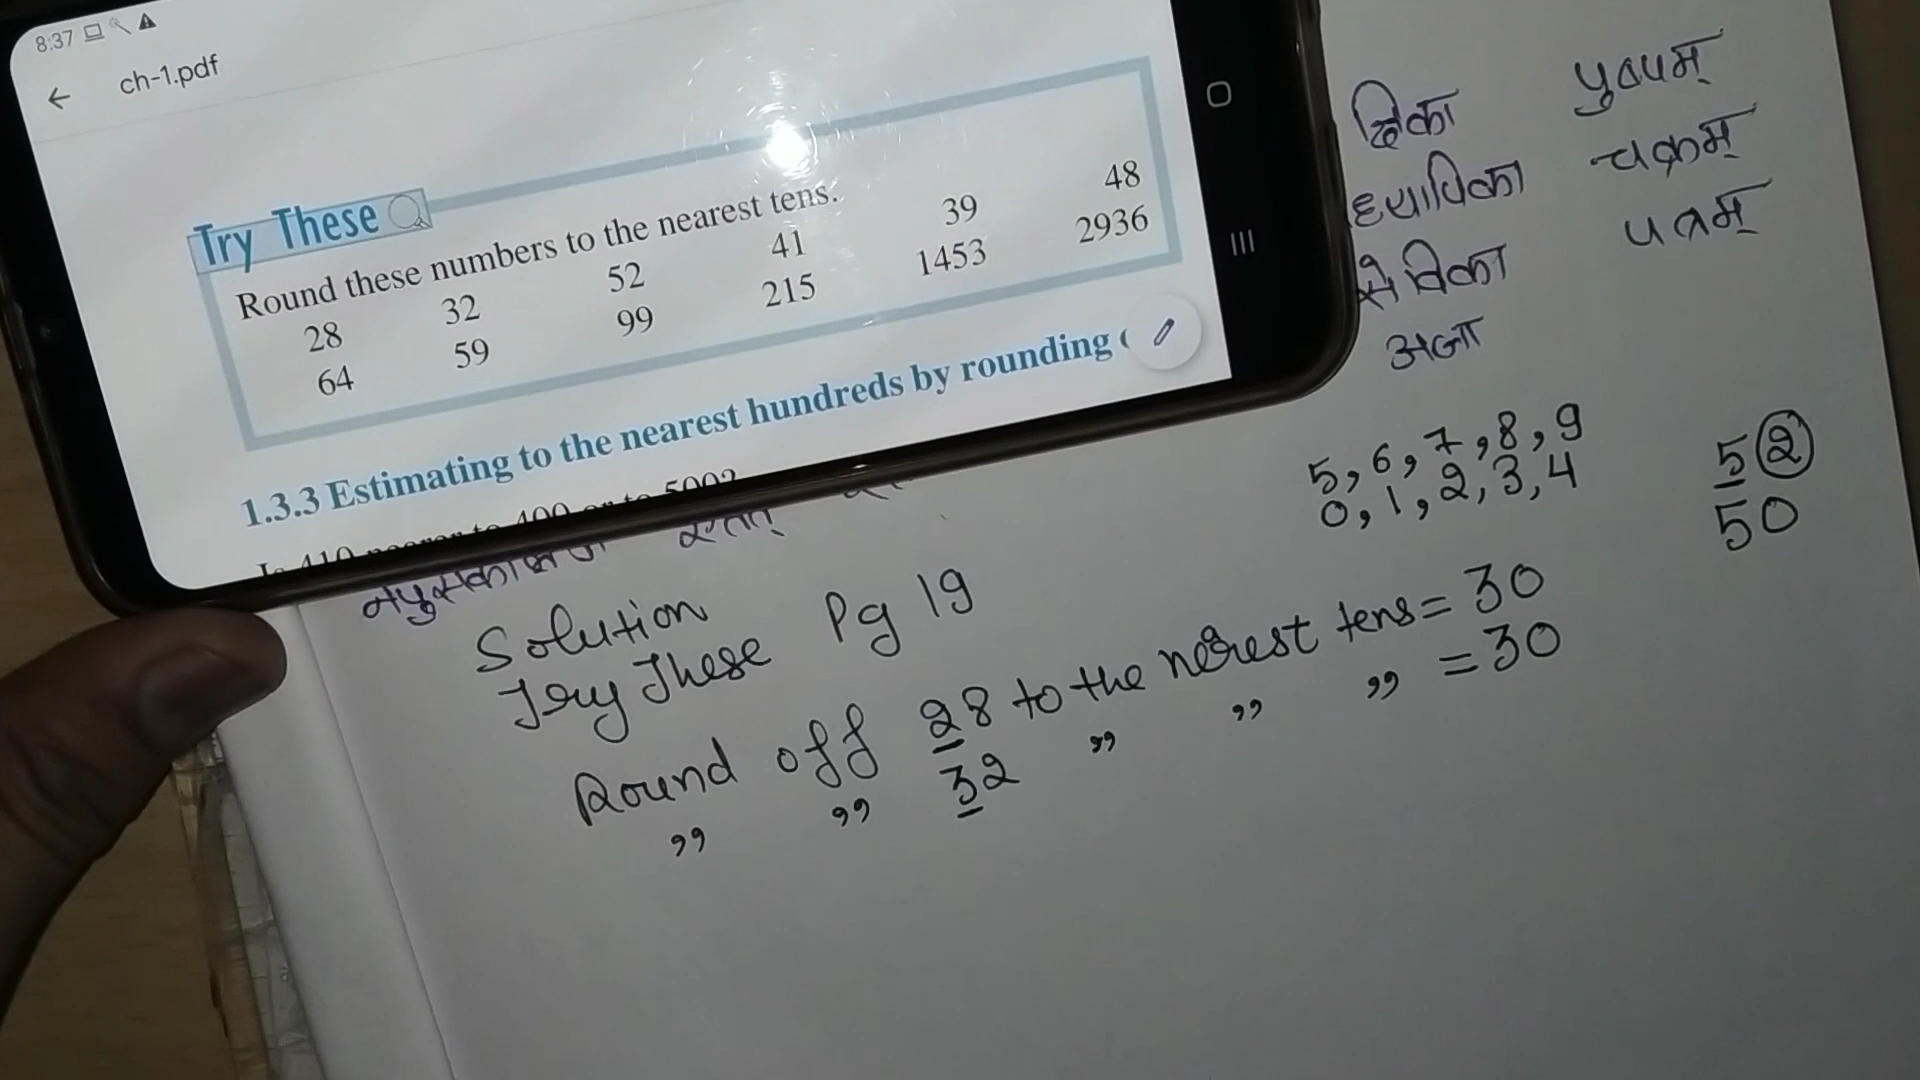 8:37
ch-1.pdf
Try These
Round these numbers to the nearest tens.
28 32 52 41 39 48
64 59 99 215 1453 2936
1.3.3 Estimating to the nearest hundreds by rounding
पत्रम्
चक्रम्
अजा
5, 6, 7, 8, 9
0, 1, 2, 3, 4
52
50
Solution
Try These Pg 19
Round off 28 to the nerest tens = 30
,, ,, 32 ,, ,, ,, = 30